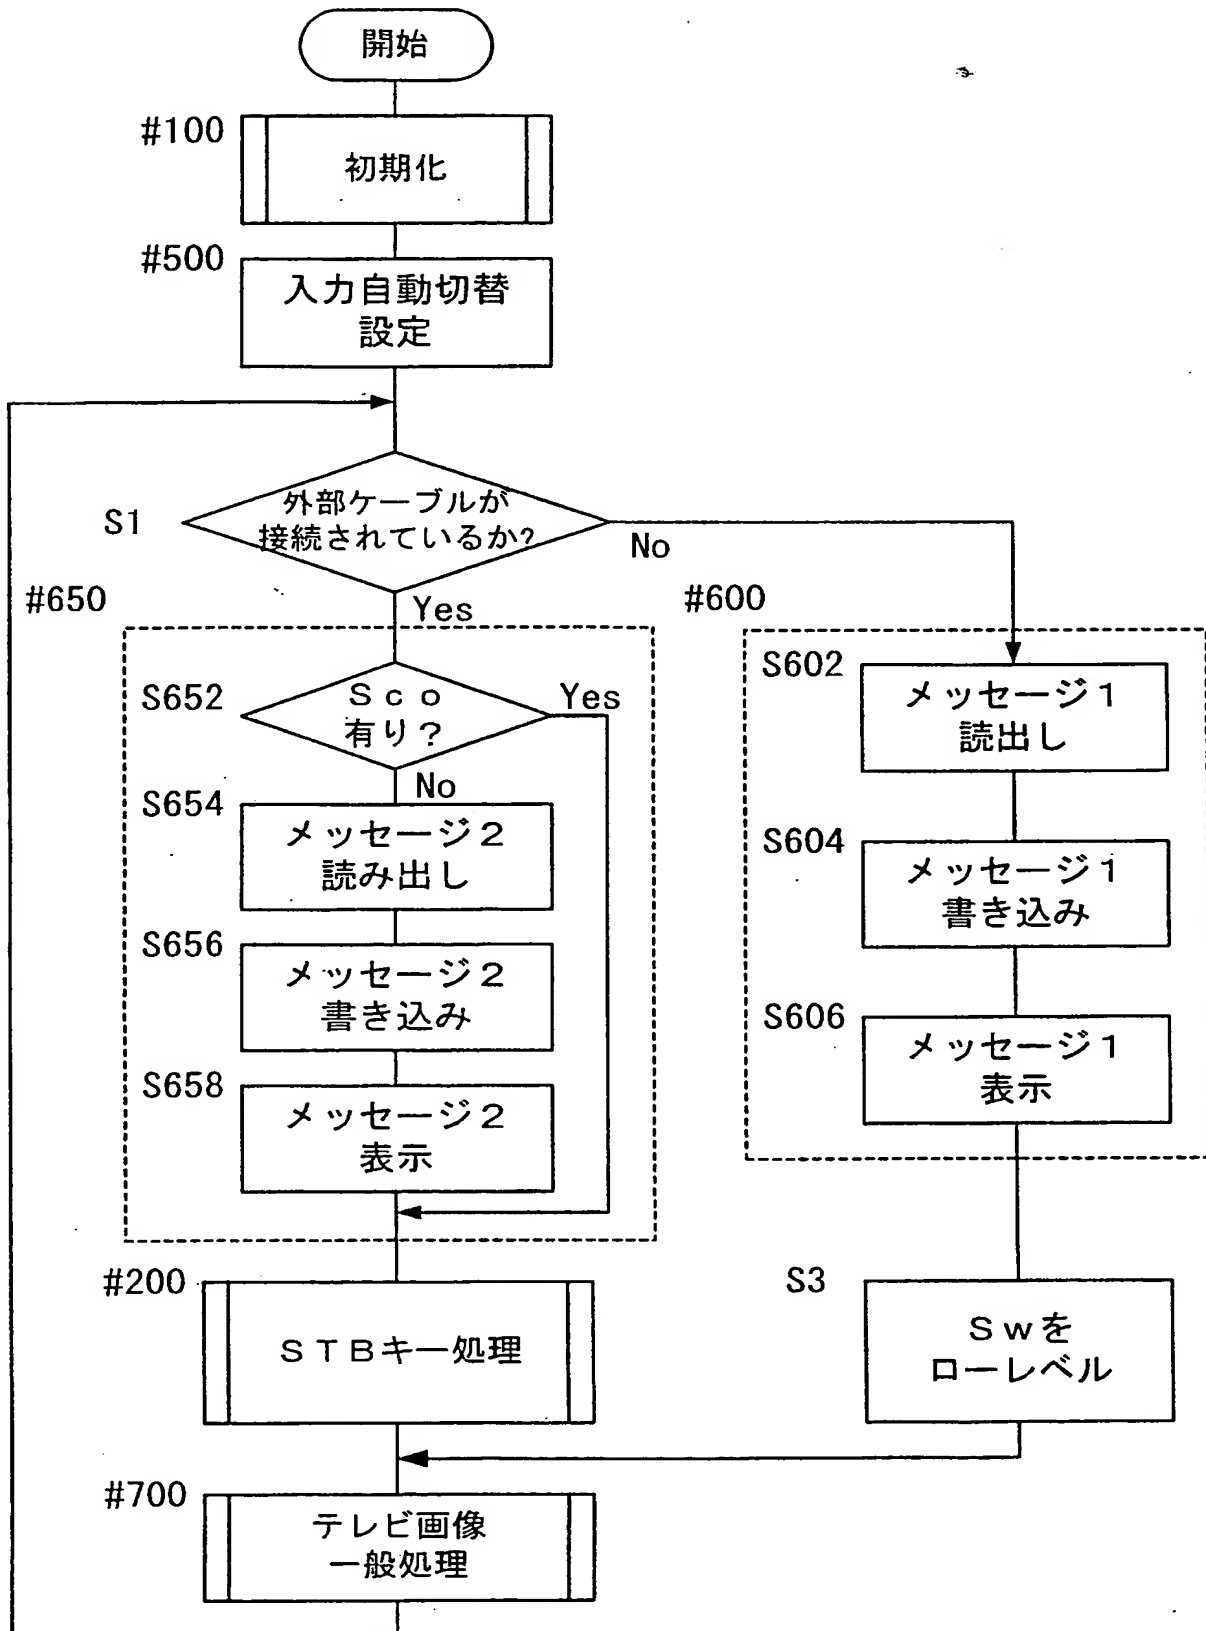 開始
#100
初期化
#500
入力自動切替
設定
S1
外部ケーブルが
接続されているか?
No
Yes
#650
#600
S652
Ｓｃｏ
有り？
Yes
No
S654
メッセージ２
読み出し
S656
メッセージ２
書き込み
S658
メッセージ２
表示
S602
メッセージ１
読出し
S604
メッセージ１
書き込み
S606
メッセージ１
表示
#200
ＳＴＢキー処理
S3
Ｓｗを
ローレベル
#700
テレビ画像
一般処理